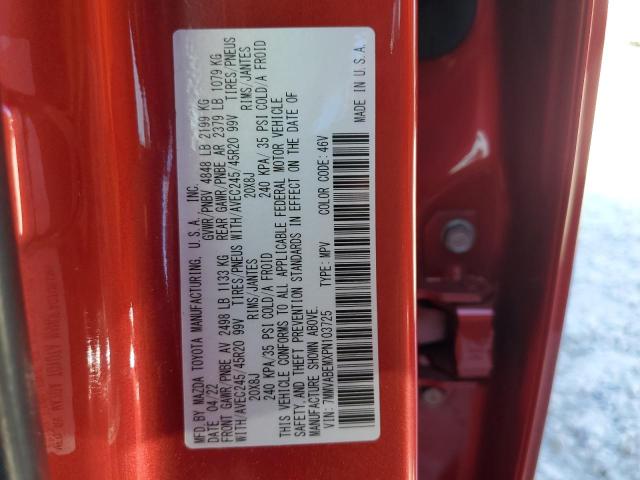 MFD. BY MAZDA TOYOTA MANUFACTURING, U.S.A., INC.
DATE: 04/22 GVWR/PNBV 4848 LB 2199 KG
FRONT GAWR/PNBE AV 2498 LB 1133 KG REAR GAWR/PNBE AR 2379 LB 1079 KG
WITH/AVEC245/45R20 99V TIRES/PNEUS WITH/AVEC245/45R20 99V TIRES/PNEUS
20X8J RIMS/JANTES 20X8J RIMS/JANTES
240 KPA/35 PSI COLD/A FROID 240 KPA/ 35 PSI COLD/A FROID
THIS VEHICLE CONFORMS TO ALL APPLICABLE FEDERAL MOTOR VEHICLE
SAFETY AND THEFT PREVENTION STANDARDS IN EFFECT ON THE DATE OF
MANUFACTURE SHOWN ABOVE.
VIN: 7MMVABEMXPN103725 TYPE: MPV COLOR CODE: 46V
MADE IN U.S.A.